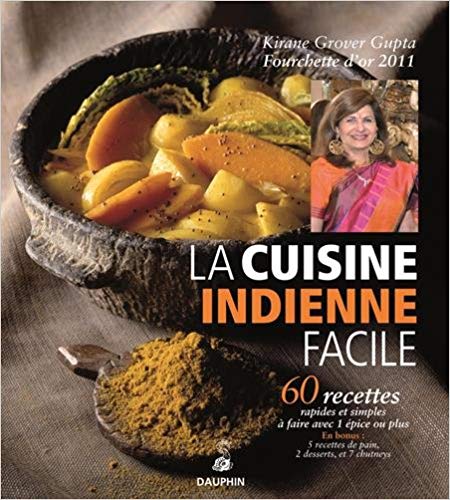 Kirane Grover Gupta
Fourchette d'or 2011
LA CUISINE
INDIENNE
FACILE
60 recettes
rapides et simples
à faire avec 1 épice ou plus
En bonus :
5 recettes de pain,
2 desserts, et 7 chutneys
DAUPHIN